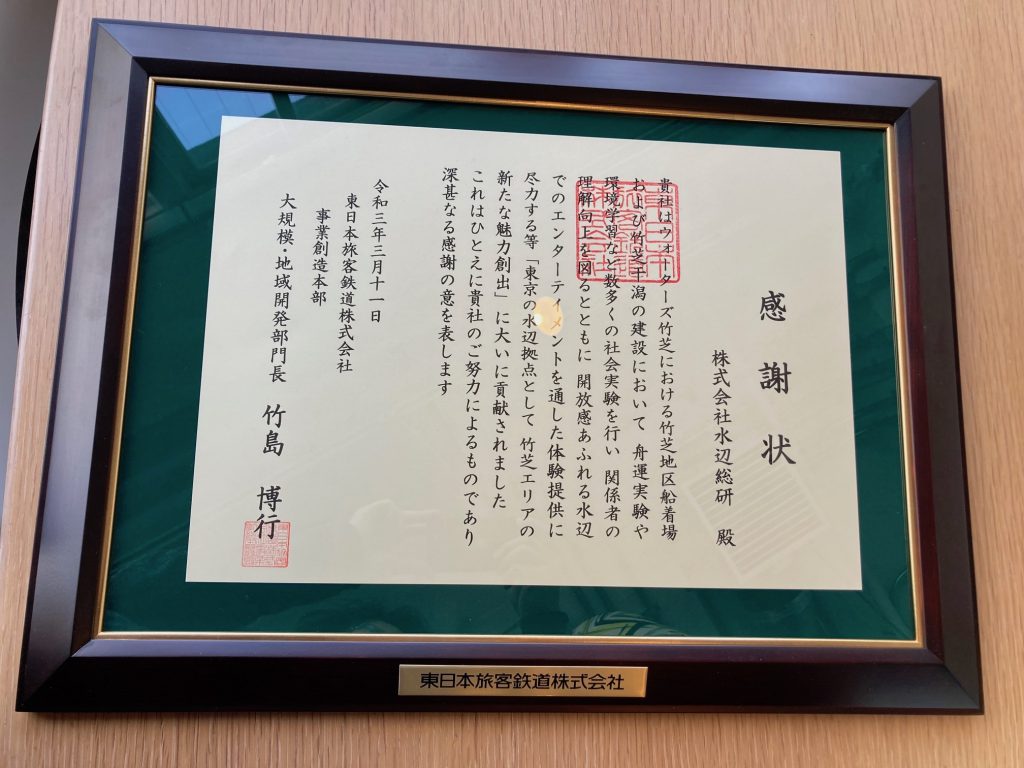 感謝状
株式会社水辺総研 殿
貴社はウォーターズ竹芝における竹芝地区船着場
および竹芝干潟の建設において 舟運実験や
環境学習など数多くの社会実験を行い 関係者の
理解向上を図るとともに 開放感あふれる水辺
でのエンターティメントを通した体験提供に
尽力する等「東京の水辺拠点として 竹芝エリアの
新たな魅力創出」に大いに貢献されました
これはひとえに貴社のご努力によるものであり
深甚なる感謝の意を表します
令和三年三月十一日
東日本旅客鉄道株式会社
事業創造本部
大規模・地域開発部門長 竹島 博行
東日本旅客鉄道株式会社